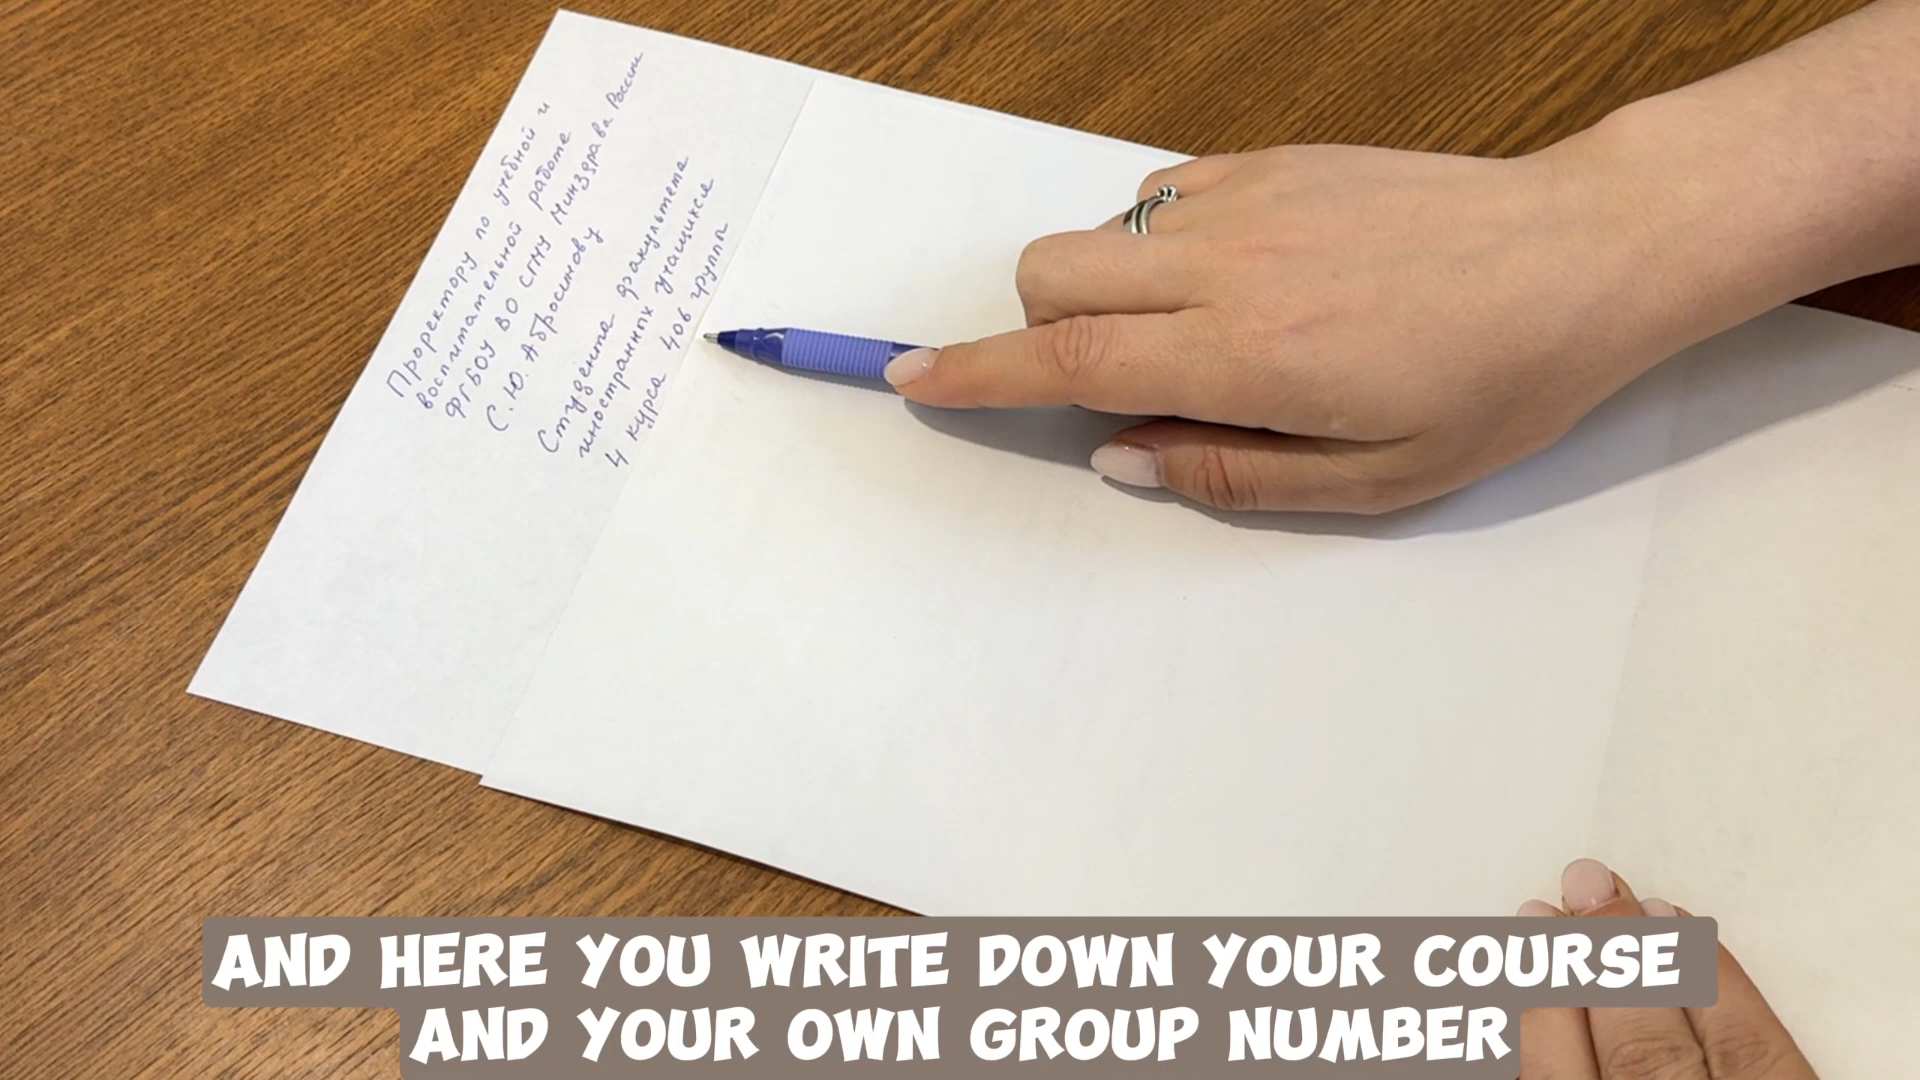 Проректору по учебной и
воспитательной работе
ФГБОУ ВО СГМУ Минздрава России
С.Ю. Абросимову
Студента факультета
иностранных учащихся
4 курса 406 групп
AND HERE YOU WRITE DOWN YOUR COURSE
AND YOUR OWN GROUP NUMBER